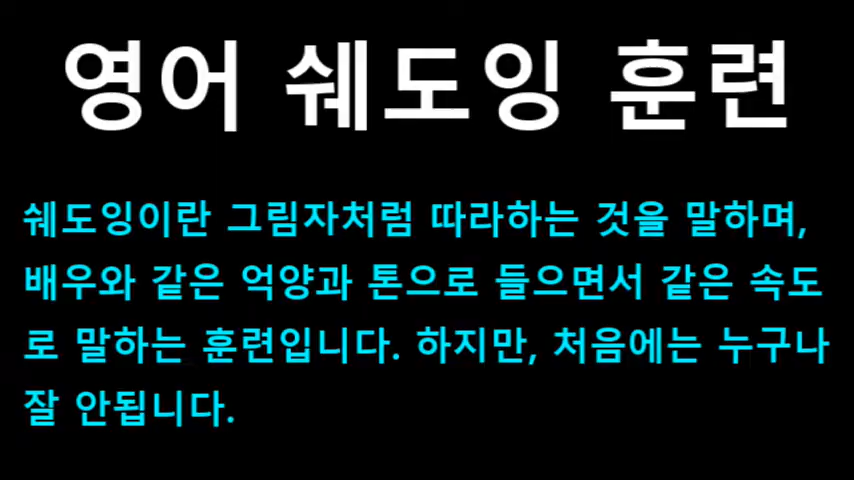 영어 쉐도잉 훈련
쉐도잉이란 그림자처럼 따라하는 것을 말하며,
배우와 같은 억양과 톤으로 들으면서 같은 속도
로 말하는 훈련입니다. 하지만, 처음에는 누구나
잘 안됩니다.